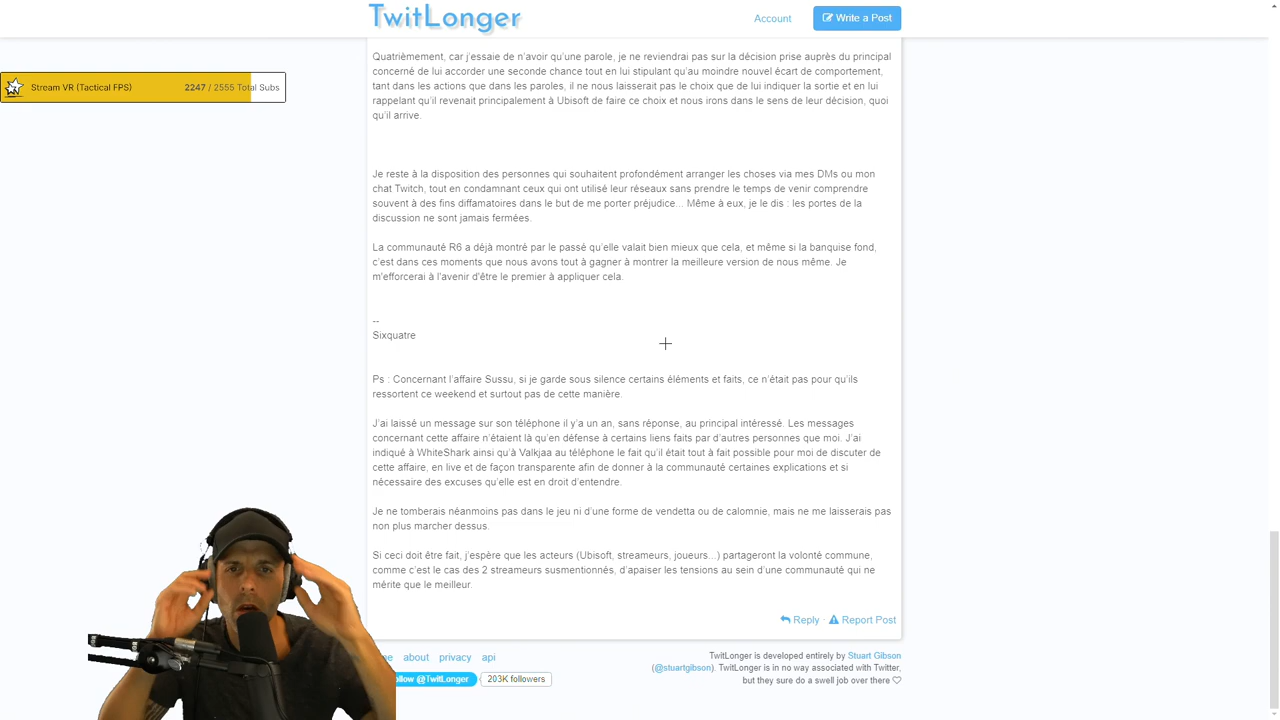 TwitLonger
Account
Write a Post
Stream VR (Tactical FPS) 2247 / 2555 Total Subs
Quatrièmement, car j'essaie de n'avoir qu'une parole, je ne reviendrai pas sur la décision prise auprès du principal
concerné de lui accorder une seconde chance tout en lui stipulant qu'au moindre nouvel écart de comportement,
tant dans les actions que dans les paroles, il ne nous laisserait pas le choix que de lui indiquer la sortie et en lui
rappelant qu'il revenait principalement à Ubisoft de faire ce choix et nous irons dans le sens de leur décision, quoi
qu'il arrive.
Je reste à la disposition des personnes qui souhaitent profondément arranger les choses via mes DMs ou mon
chat Twitch, tout en condamnant ceux qui ont utilisé leur réseaux sans prendre le temps de venir comprendre
souvent à des fins diffamatoires dans le but de me porter préjudice... Même à eux, je le dis : les portes de la
discussion ne sont jamais fermées.
La communauté R6 a déjà montré par le passé qu'elle valait bien mieux que cela, et même si la banquise fond,
c'est dans ces moments que nous avons tout à gagner à montrer la meilleure version de nous même. Je
m'efforcerai à l'avenir d'être le premier à appliquer cela.
--
Sixquatre
Ps : Concernant l'affaire Sussu, si je garde sous silence certains éléments et faits, ce n'était pas pour qu'ils
ressortent ce weekend et surtout pas de cette manière.
J'ai laissé un message sur son téléphone il y'a un an, sans réponse, au principal intéressé. Les messages
concernant cette affaire n'étaient là qu'en défense à certains liens faits par d'autres personnes que moi. J'ai
indiqué à WhiteShark ainsi qu'à Valkjaa au téléphone le fait qu'il était tout à fait possible pour moi de discuter de
cette affaire, en live et de façon transparente afin de donner à la communauté certaines explications et si
nécessaire des excuses qu'elle est en droit d'entendre.
Je ne tomberais néanmoins pas dans le jeu ni d'une forme de vendetta ou de calomnie, mais ne me laisserais pas
non plus marcher dessus.
Si ceci doit être fait, j'espère que les acteurs (Ubisoft, streameurs, joueurs...) partageront la volonté commune,
comme c'est le cas des 2 streameurs susmentionnés, d'apaiser les tensions au sein d'une communauté qui ne
mérite que le meilleur.
Reply · Report Post
about privacy api
@TwitLonger 203K followers
TwitLonger is developed entirely by Stuart Gibson
(@stuartgibson). TwitLonger is in no way associated with Twitter,
but they sure do a swell job over there